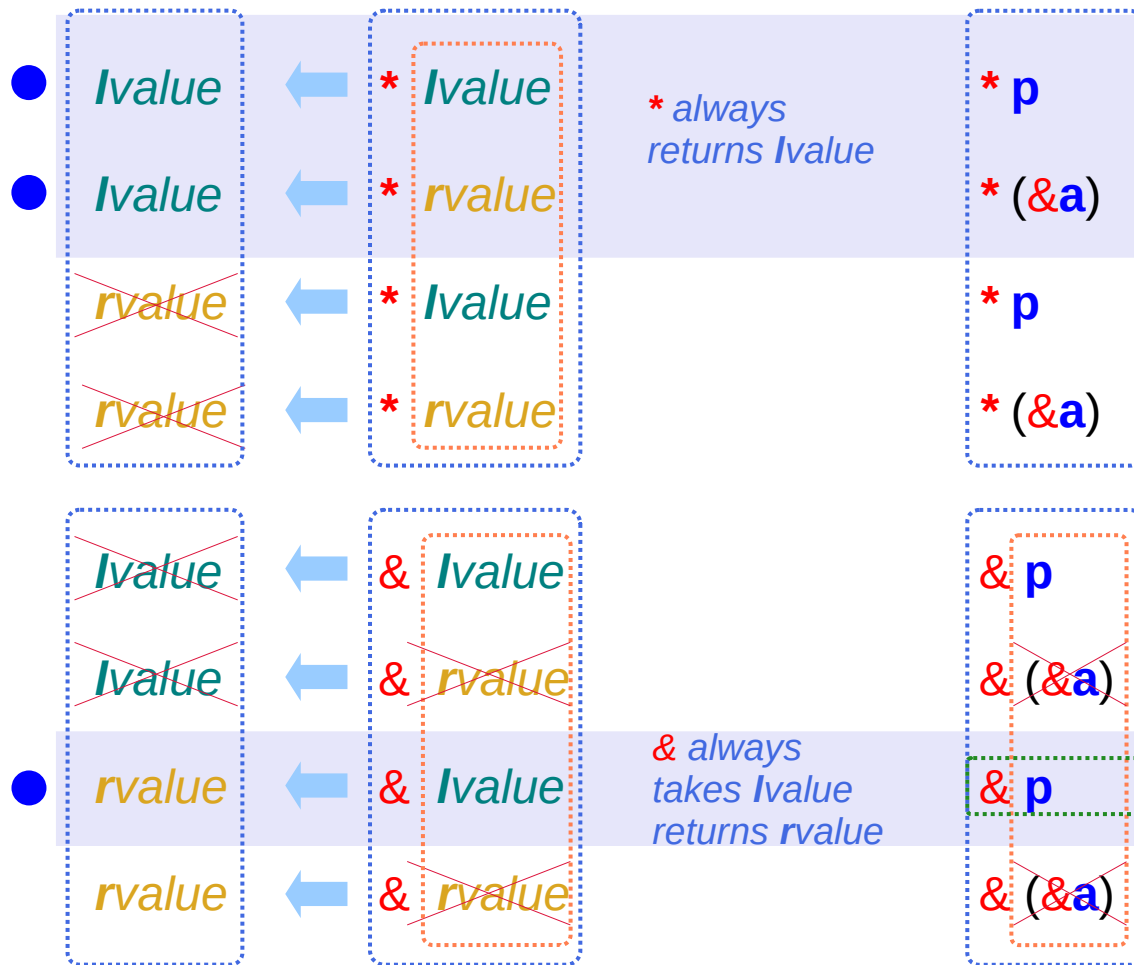 lvalue * lvalue * p
* always
returns lvalue
lvalue * rvalue * (&a)
rvalue * lvalue * p
rvalue * rvalue * (&a)
lvalue & lvalue & p
lvalue & rvalue & (&a)
& always
takes lvalue
returns rvalue
rvalue & lvalue & p
rvalue & rvalue & (&a)